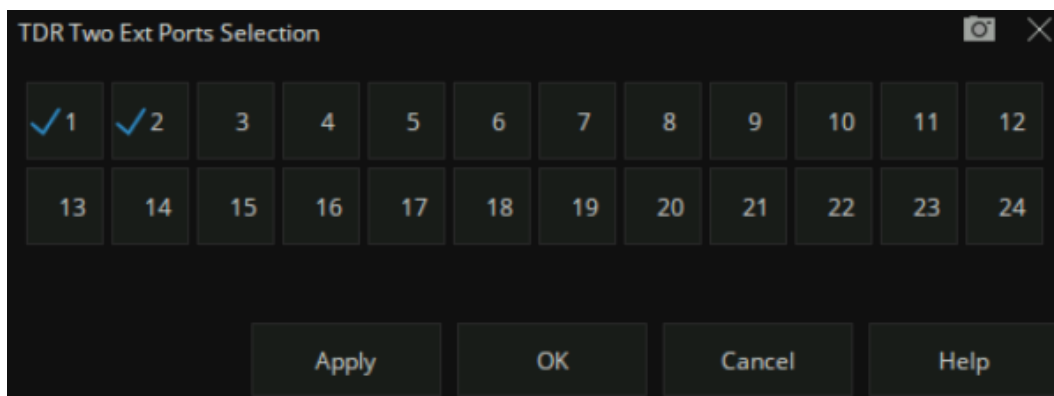 TDR Two Ext Ports Selection
1 2 3 4 5 6 7 8 9 10 11 12
13 14 15 16 17 18 19 20 21 22 23 24
Apply OK Cancel Help